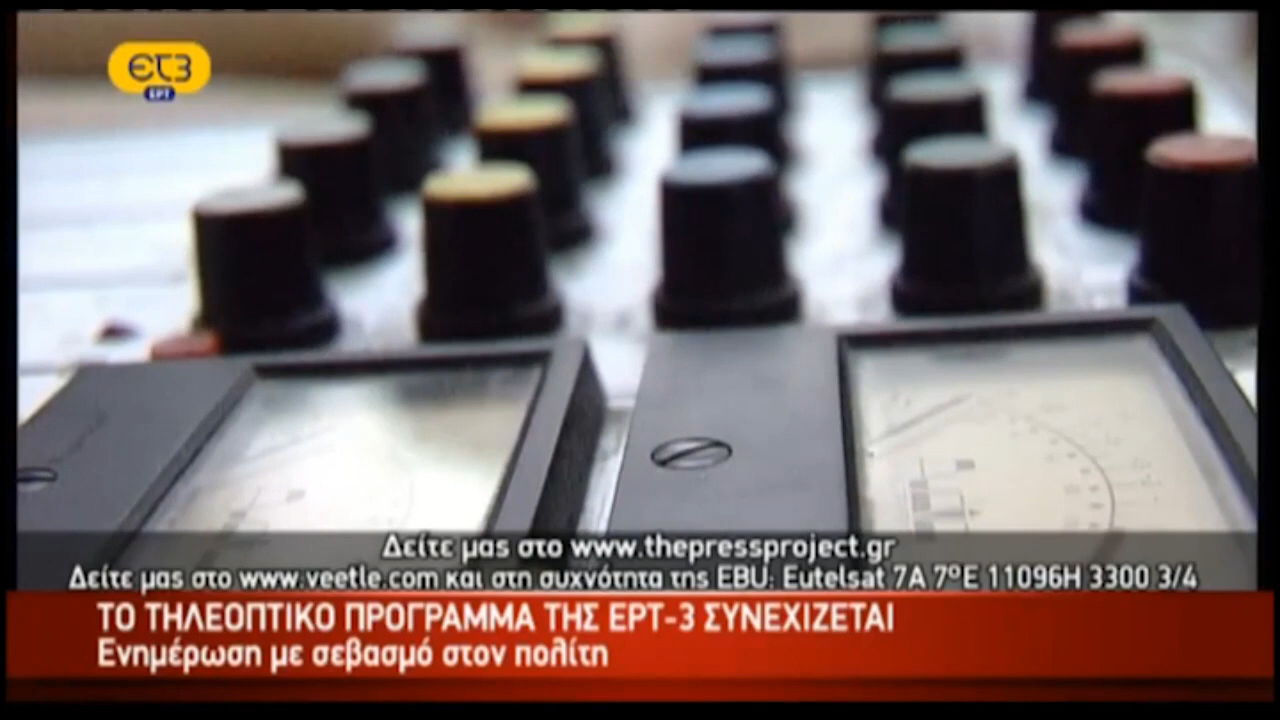 ετ3
ΕΡΤ
Δείτε μας στο www.thepressproject.gr
Δείτε μας στο www.veetle.com και στη συχνότητα της EBU: Eutelsat 7A 7ºE 11096H 3300 3/4
ΤΟ ΤΗΛΕΟΠΤΙΚΟ ΠΡΟΓΡΑΜΜΑ ΤΗΣ ΕΡΤ-3 ΣΥΝΕΧΙΖΕΤΑΙ
Ενημέρωση με σεβασμό στον πολίτη